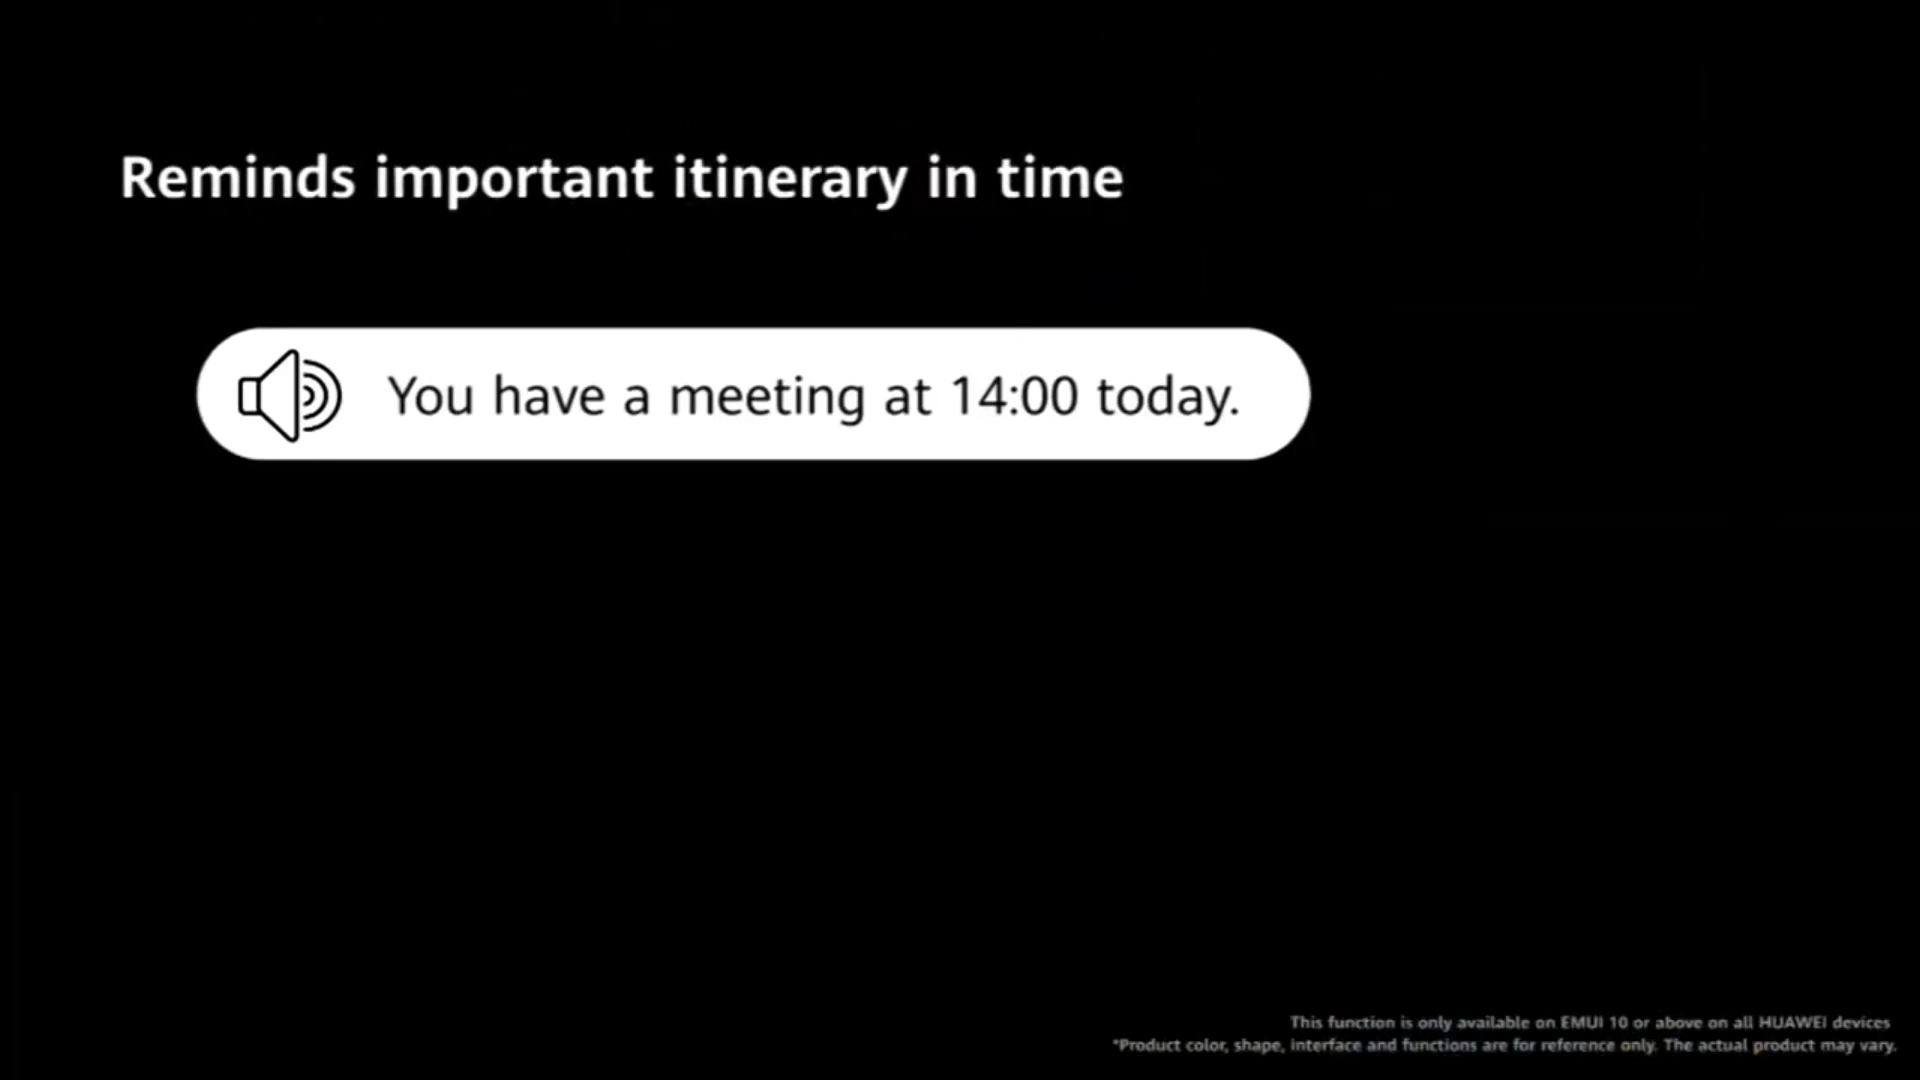 Reminds important itinerary in time
You have a meeting at 14:00 today.
This function is only available on EMUI 10 or above on all HUAWEI devices
*Product color, shape, interface and functions are for reference only. The actual product may vary.